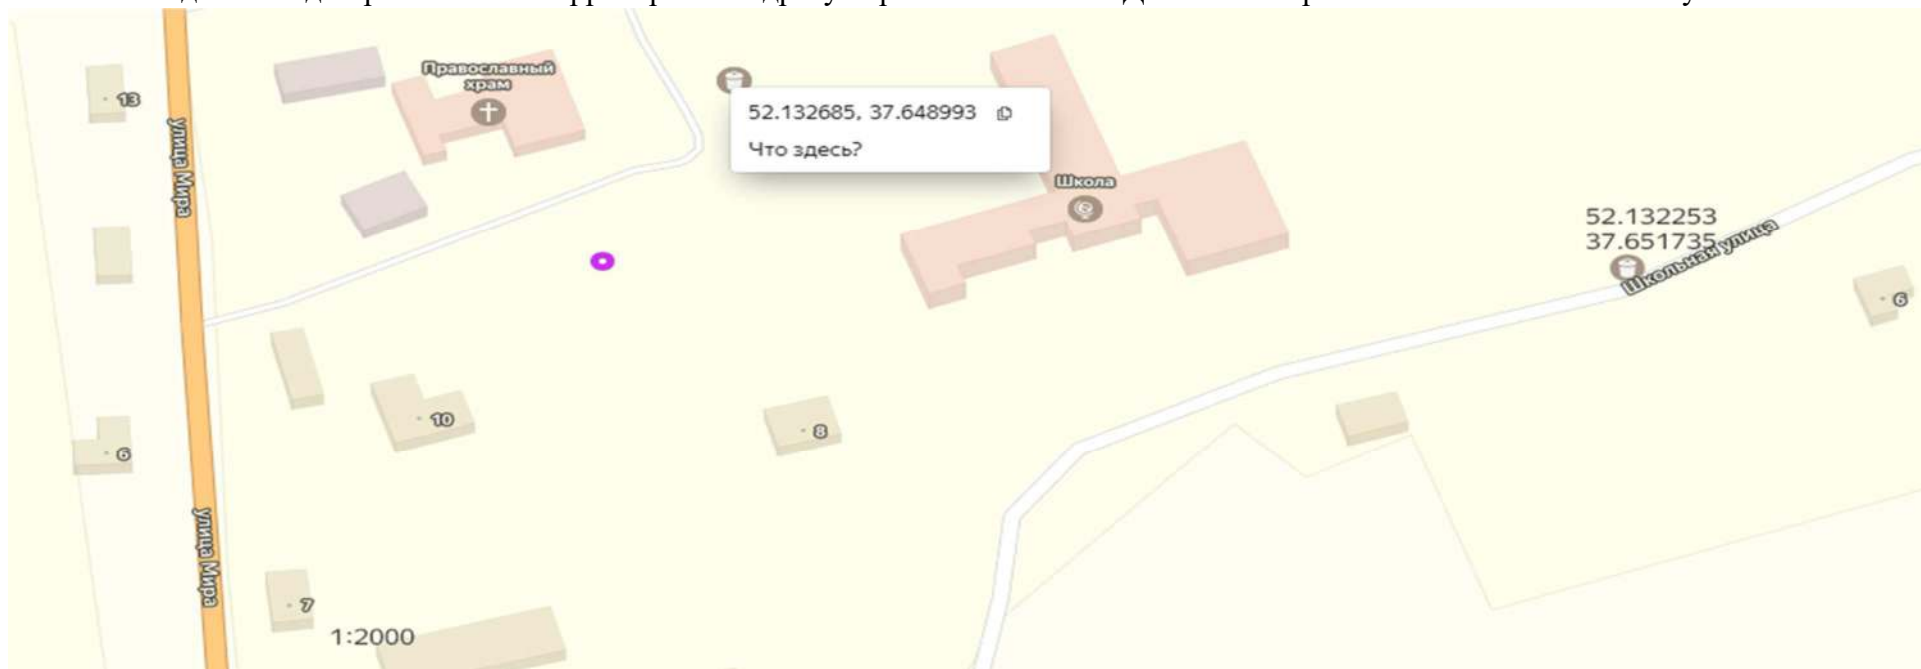 Православный
храм
13
52.132685, 37.648993
Что здесь?
улица Мира
Школа
52.132253
37.651735
Школьная улица
6
10
8
6
улица Мира
7
1:2000